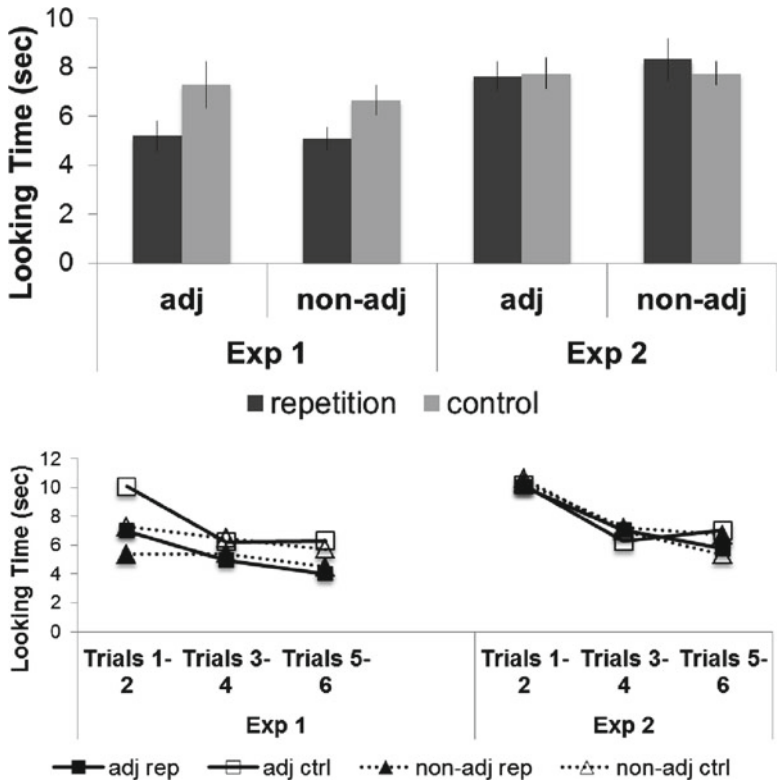 Looking Time (sec)
10
8
6
4
2
0
adj non-adj adj non-adj
Exp 1 Exp 2
repetition control
Looking Time (sec)
12
10
8
6
4
2
0
Trials 1- Trials 3- Trials 5- Trials 1- Trials 3- Trials 5-
2 4 6 2 4 6
Exp 1 Exp 2
adj rep adj ctrl non-adj rep non-adj ctrl